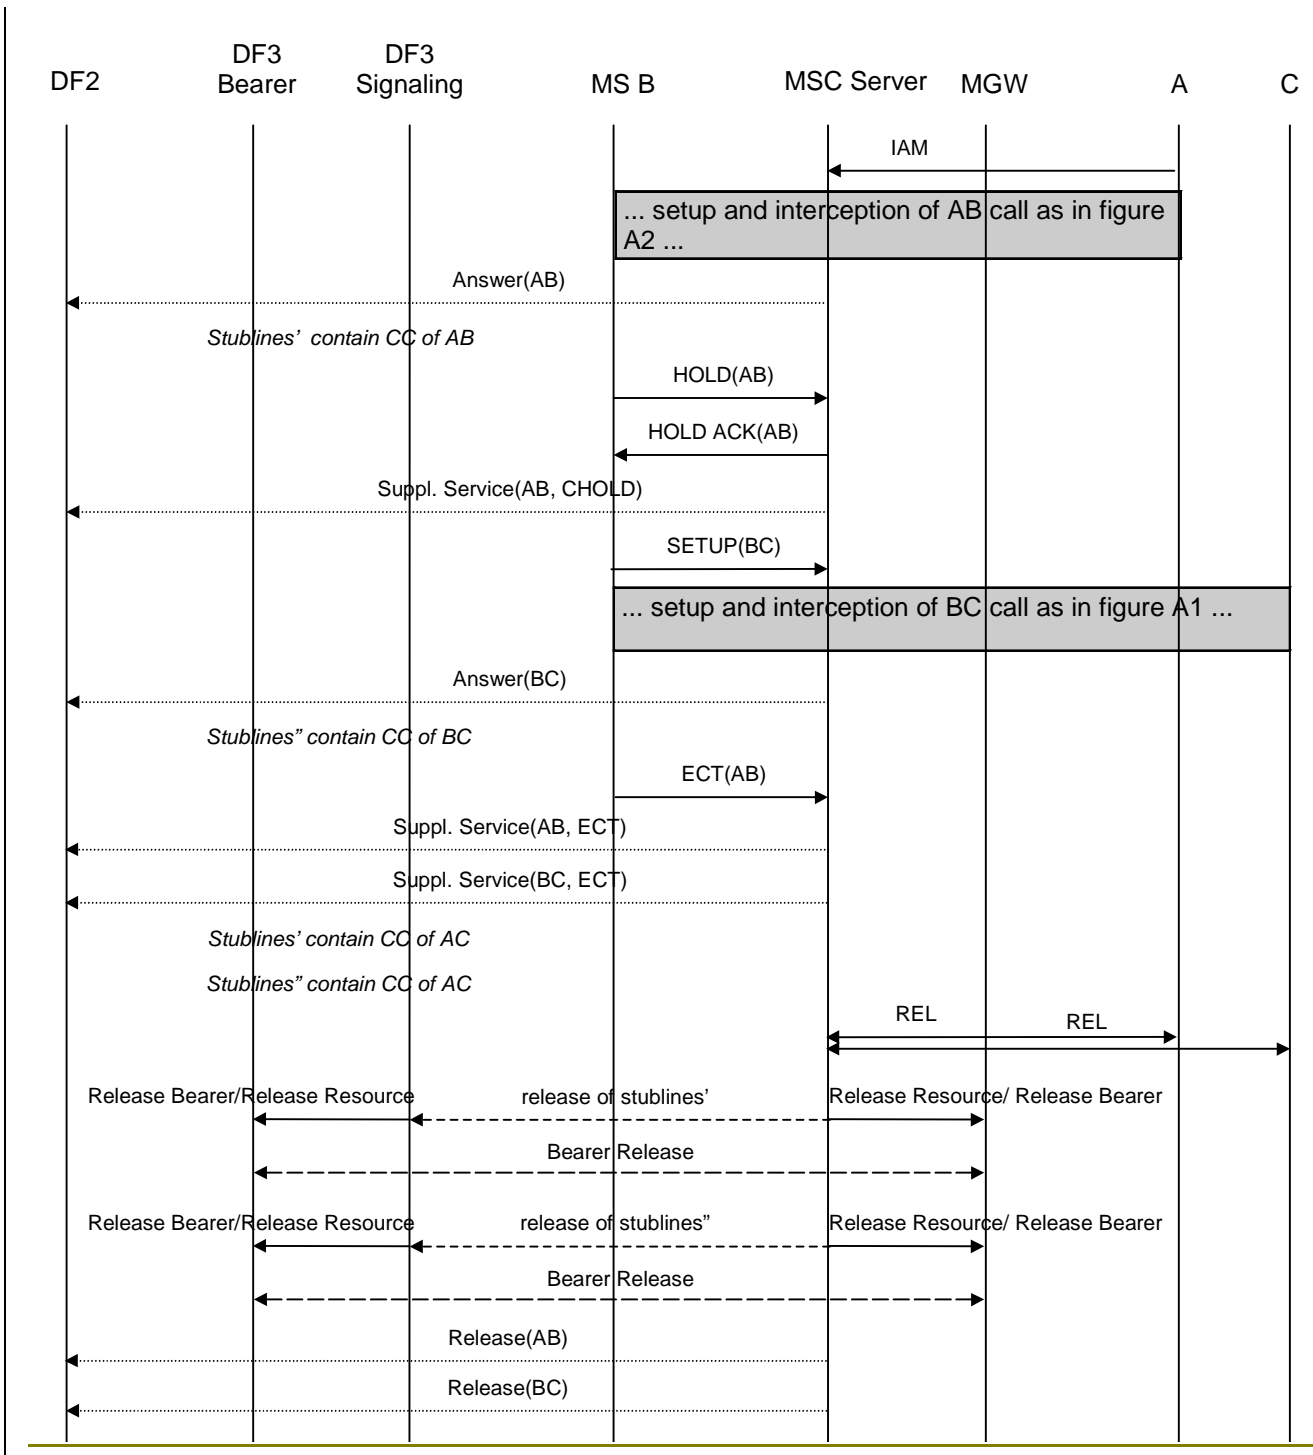 DF2
DF3
Bearer
DF3
Signaling
MS B
MSC Server
MGW
A
C
IAM
... setup and interception of AB call as in figure
A2 ...
Answer(AB)
Stublines’ contain CC of AB
HOLD(AB)
HOLD ACK(AB)
Suppl. Service(AB, CHOLD)
SETUP(BC)
... setup and interception of BC call as in figure A1 ...
Answer(BC)
Stublines” contain CC of BC
ECT(AB)
Suppl. Service(AB, ECT)
Suppl. Service(BC, ECT)
Stublines’ contain CC of AC
Stublines” contain CC of AC
REL
REL
Release Bearer/Release Resource
release of stublines’
Release Resource/ Release Bearer
Bearer Release
Release Bearer/Release Resource
release of stublines”
Release Resource/ Release Bearer
Bearer Release
Release(AB)
Release(BC)